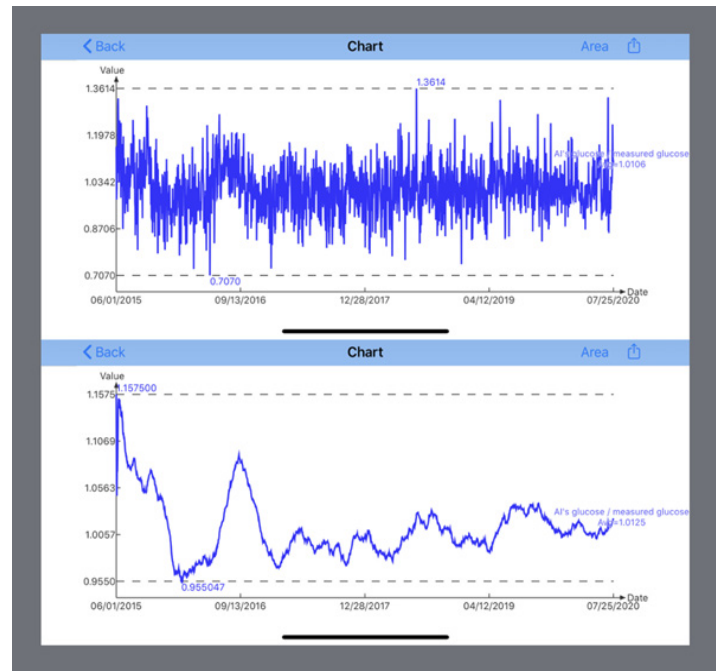 Back Chart Area
Value
1.3614
1.3614
1.1978
AI's glucose / measured glucose
1.0342
0.8706
0.7070
0.7070
Date
06/01/2015 09/13/2016 12/28/2017 04/12/2019 07/25/2020
Back Chart Area
Value
1.1575
1.157500
1.1069
1.0563
AI's glucose / measured glucose
Avg=1.0125
1.0057
0.9550
0.955047
Date
06/01/2015 09/13/2016 12/28/2017 04/12/2019 07/25/2020